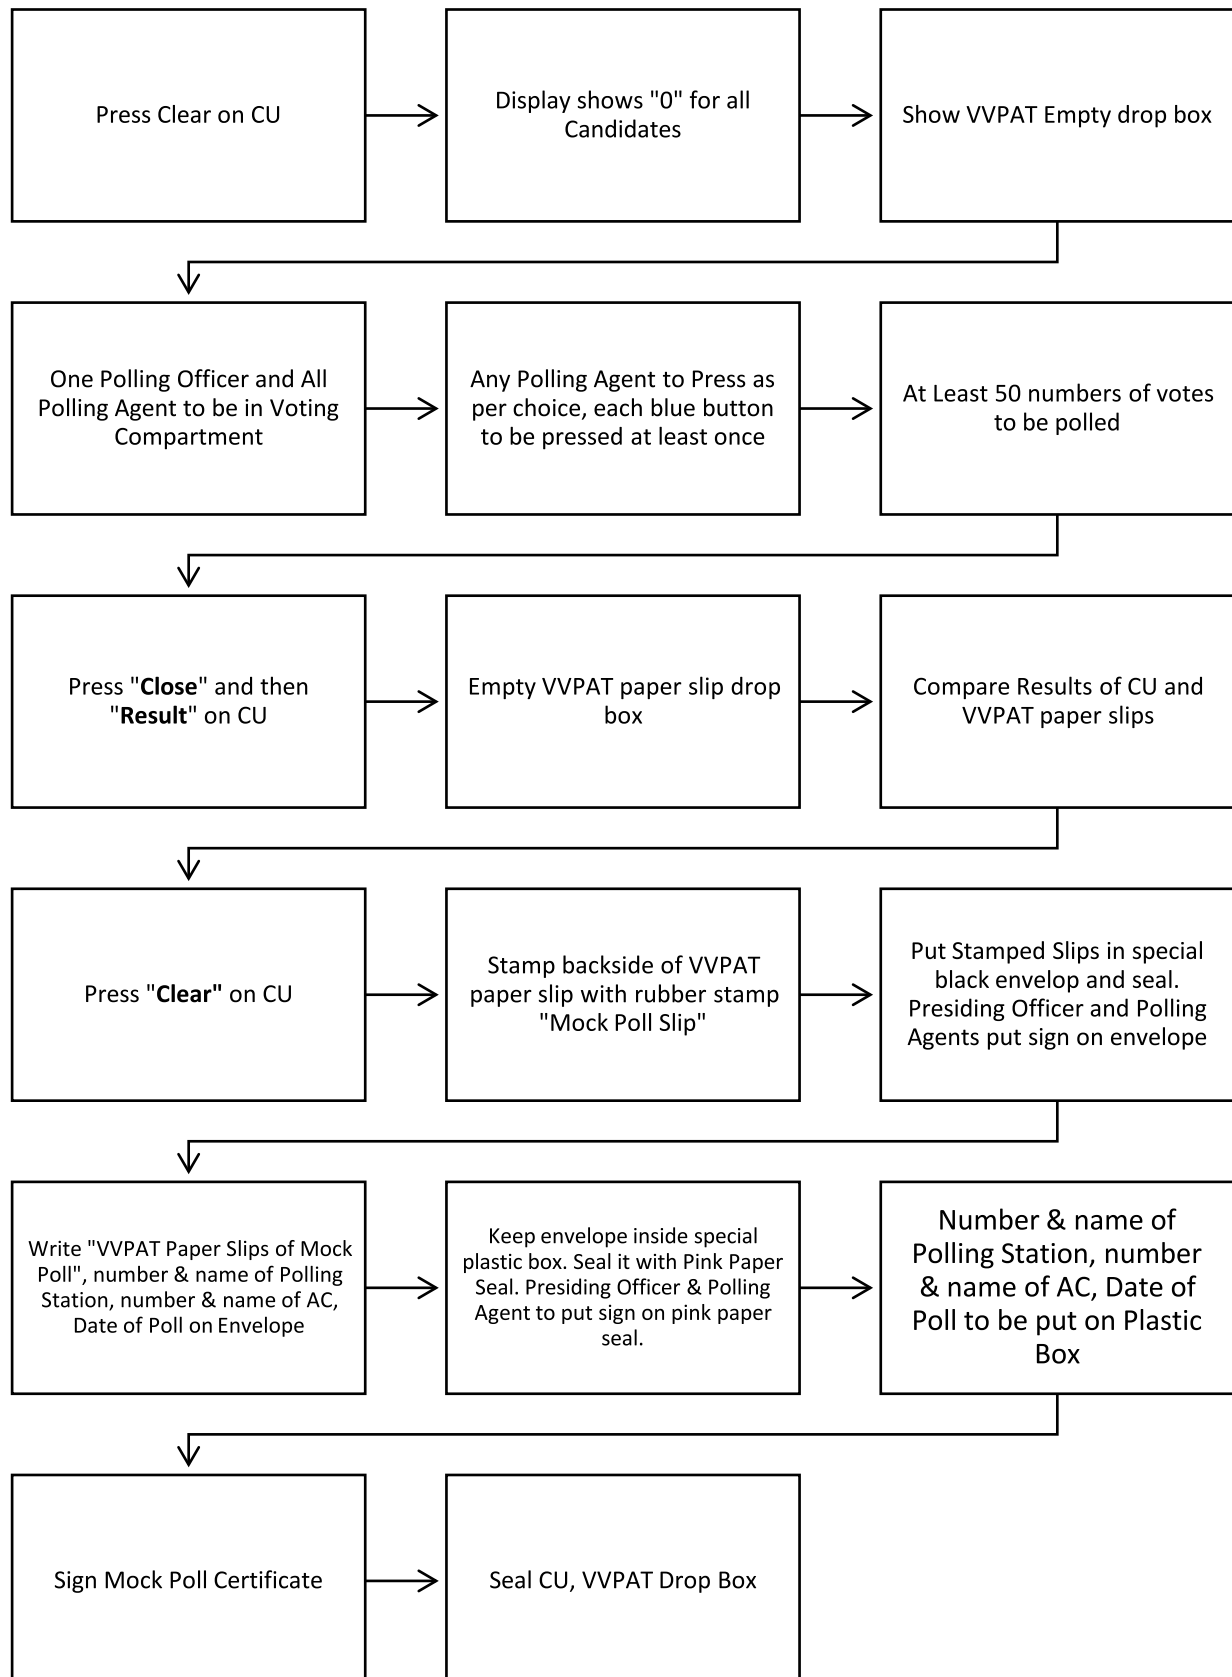 Press Clear on CU
Display shows "0" for all
Candidates
Show VVPAT Empty drop box
One Polling Officer and All
Polling Agent to be in Voting
Compartment
Any Polling Agent to Press as
per choice, each blue button
to be pressed at least once
At Least 50 numbers of votes
to be polled
Press "Close" and then
"Result" on CU
Empty VVPAT paper slip drop
box
Compare Results of CU and
VVPAT paper slips
Press "Clear" on CU
Stamp backside of VVPAT
paper slip with rubber stamp
"Mock Poll Slip"
Put Stamped Slips in special
black envelop and seal.
Presiding Officer and Polling
Agents put sign on envelope
Write "VVPAT Paper Slips of Mock
Poll", number & name of Polling
Station, number & name of AC,
Date of Poll on Envelope
Keep envelope inside special
plastic box. Seal it with Pink Paper
Seal. Presiding Officer & Polling
Agent to put sign on pink paper
seal.
Number & name of
Polling Station, number
& name of AC, Date of
Poll to be put on Plastic
Box
Sign Mock Poll Certificate
Seal CU, VVPAT Drop Box